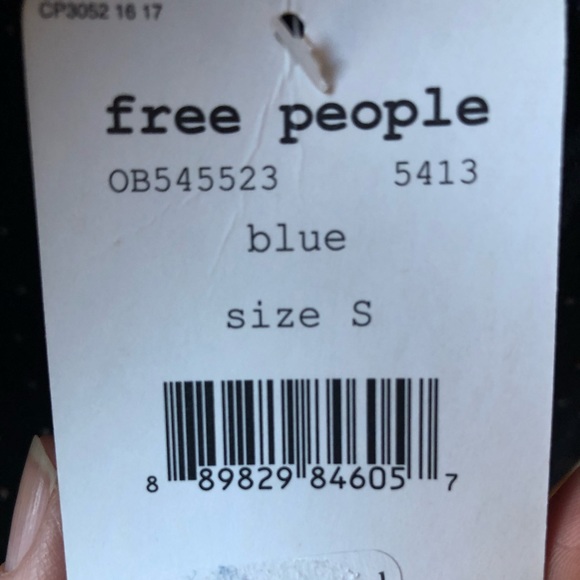 CP3052 16 17
free people
OB545523 5413
blue
size S
8 89829 84605 7